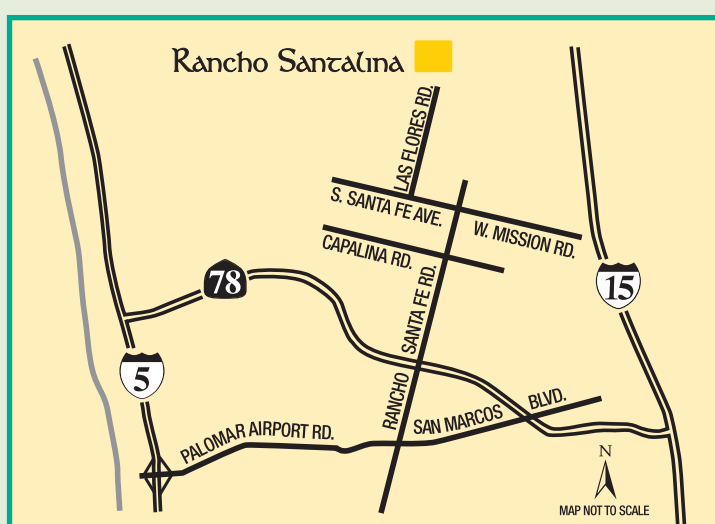 Rancho Santalina
LAS FLORES RD.
S. SANTA FE AVE.
W. MISSION RD.
CAPALINA RD.
78
15
RANCHO SANTA FE RD.
5
SAN MARCOS BLVD.
PALOMAR AIRPORT RD.
N
MAP NOT TO SCALE